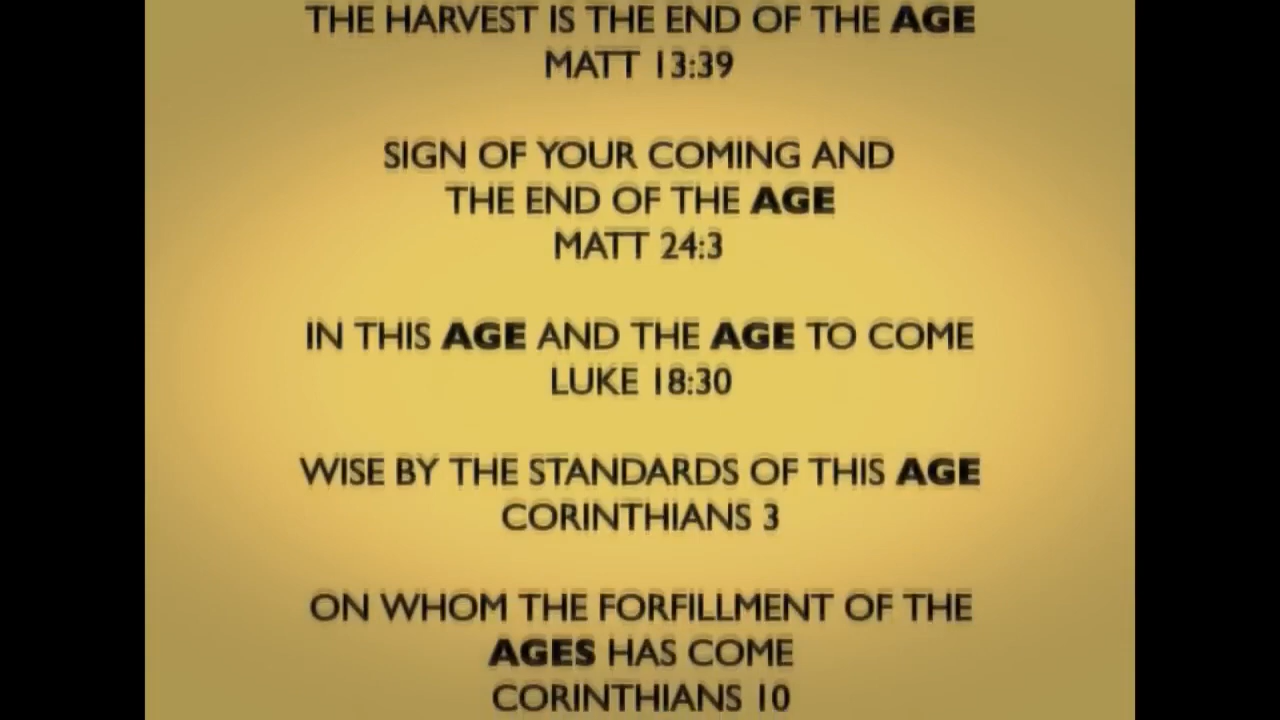 THE HARVEST IS THE END OF THE AGE
MATT 13:39
SIGN OF YOUR COMING AND
THE END OF THE AGE
MATT 24:3
IN THIS AGE AND THE AGE TO COME
LUKE 18:30
WISE BY THE STANDARDS OF THIS AGE
CORINTHIANS 3
ON WHOM THE FORFILLMENT OF THE
AGES HAS COME
CORINTHIANS 10